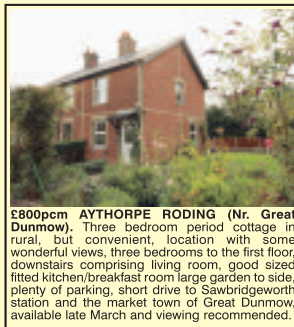 £800pcm AYTHORPE RODING (Nr. Great
Dunmow). Three bedroom period cottage in
rural, but convenient, location with some
wonderful views, three bedrooms to the first floor,
downstairs comprising living room, good sized
fitted kitchen/breakfast room large garden to side,
plenty of parking, short drive to Sawbridgeworth
station and the market town of Great Dunmow,
available late March and viewing recommended.